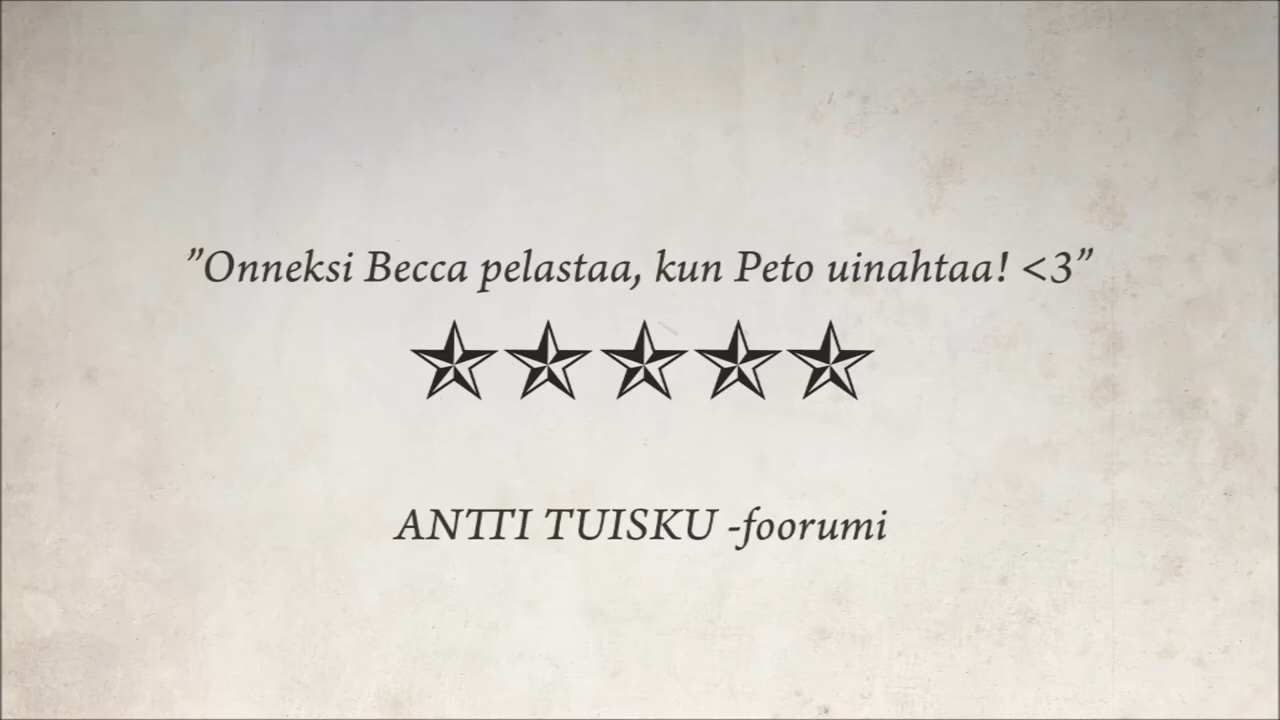 ”Onneksi Becca pelastaa, kun Peto uinahtaa! <3”
ANTTI TUISKU -foorumi